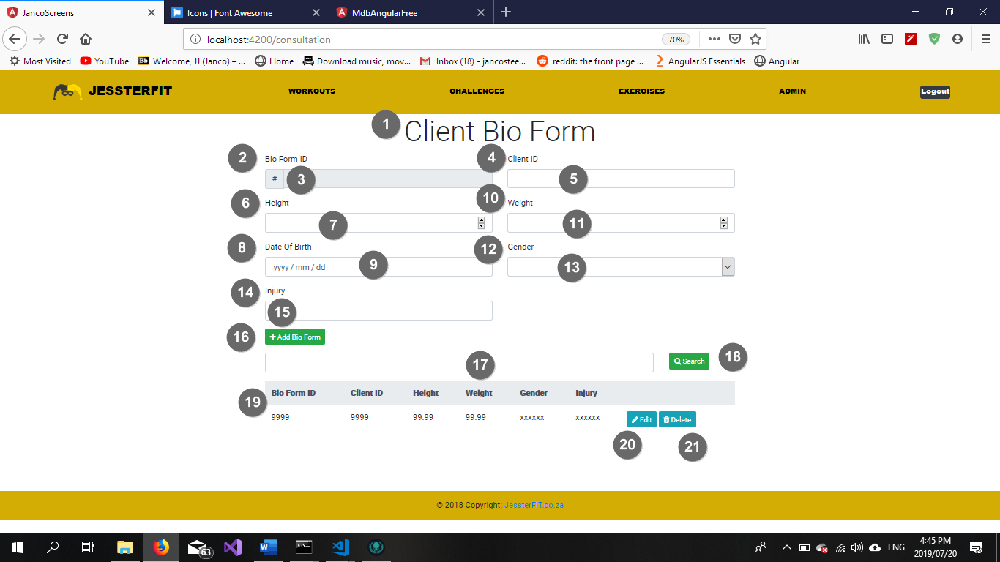 JancoScreens
Icons | Font Awesome
MdbAngularFree
localhost:4200/consultation
70%
Most Visited
YouTube
Bb
Welcome, JJ (Janco) – ...
Home
Download music, mov...
Inbox (18) - jancostee...
reddit: the front page ...
AngularJS Essentials
Angular
JESSTERFIT
WORKOUTS
CHALLENGES
EXERCISES
ADMIN
Logout
1
Client Bio Form
2
Bio Form ID
4
Client ID
#
3
5
6
Height
10
Weight
7
11
8
Date Of Birth
12
Gender
yyyy / mm / dd
9
13
14
Injury
15
16
Add Bio Form
17
Search
18
19
Bio Form ID Client ID Height Weight Gender Injury
9999 9999 99.99 99.99 xxxxxx xxxxxx Edit Delete
20
21
© 2018 Copyright: JessterFIT.co.za
63
W
ENG
4:45 PM
2019/07/20